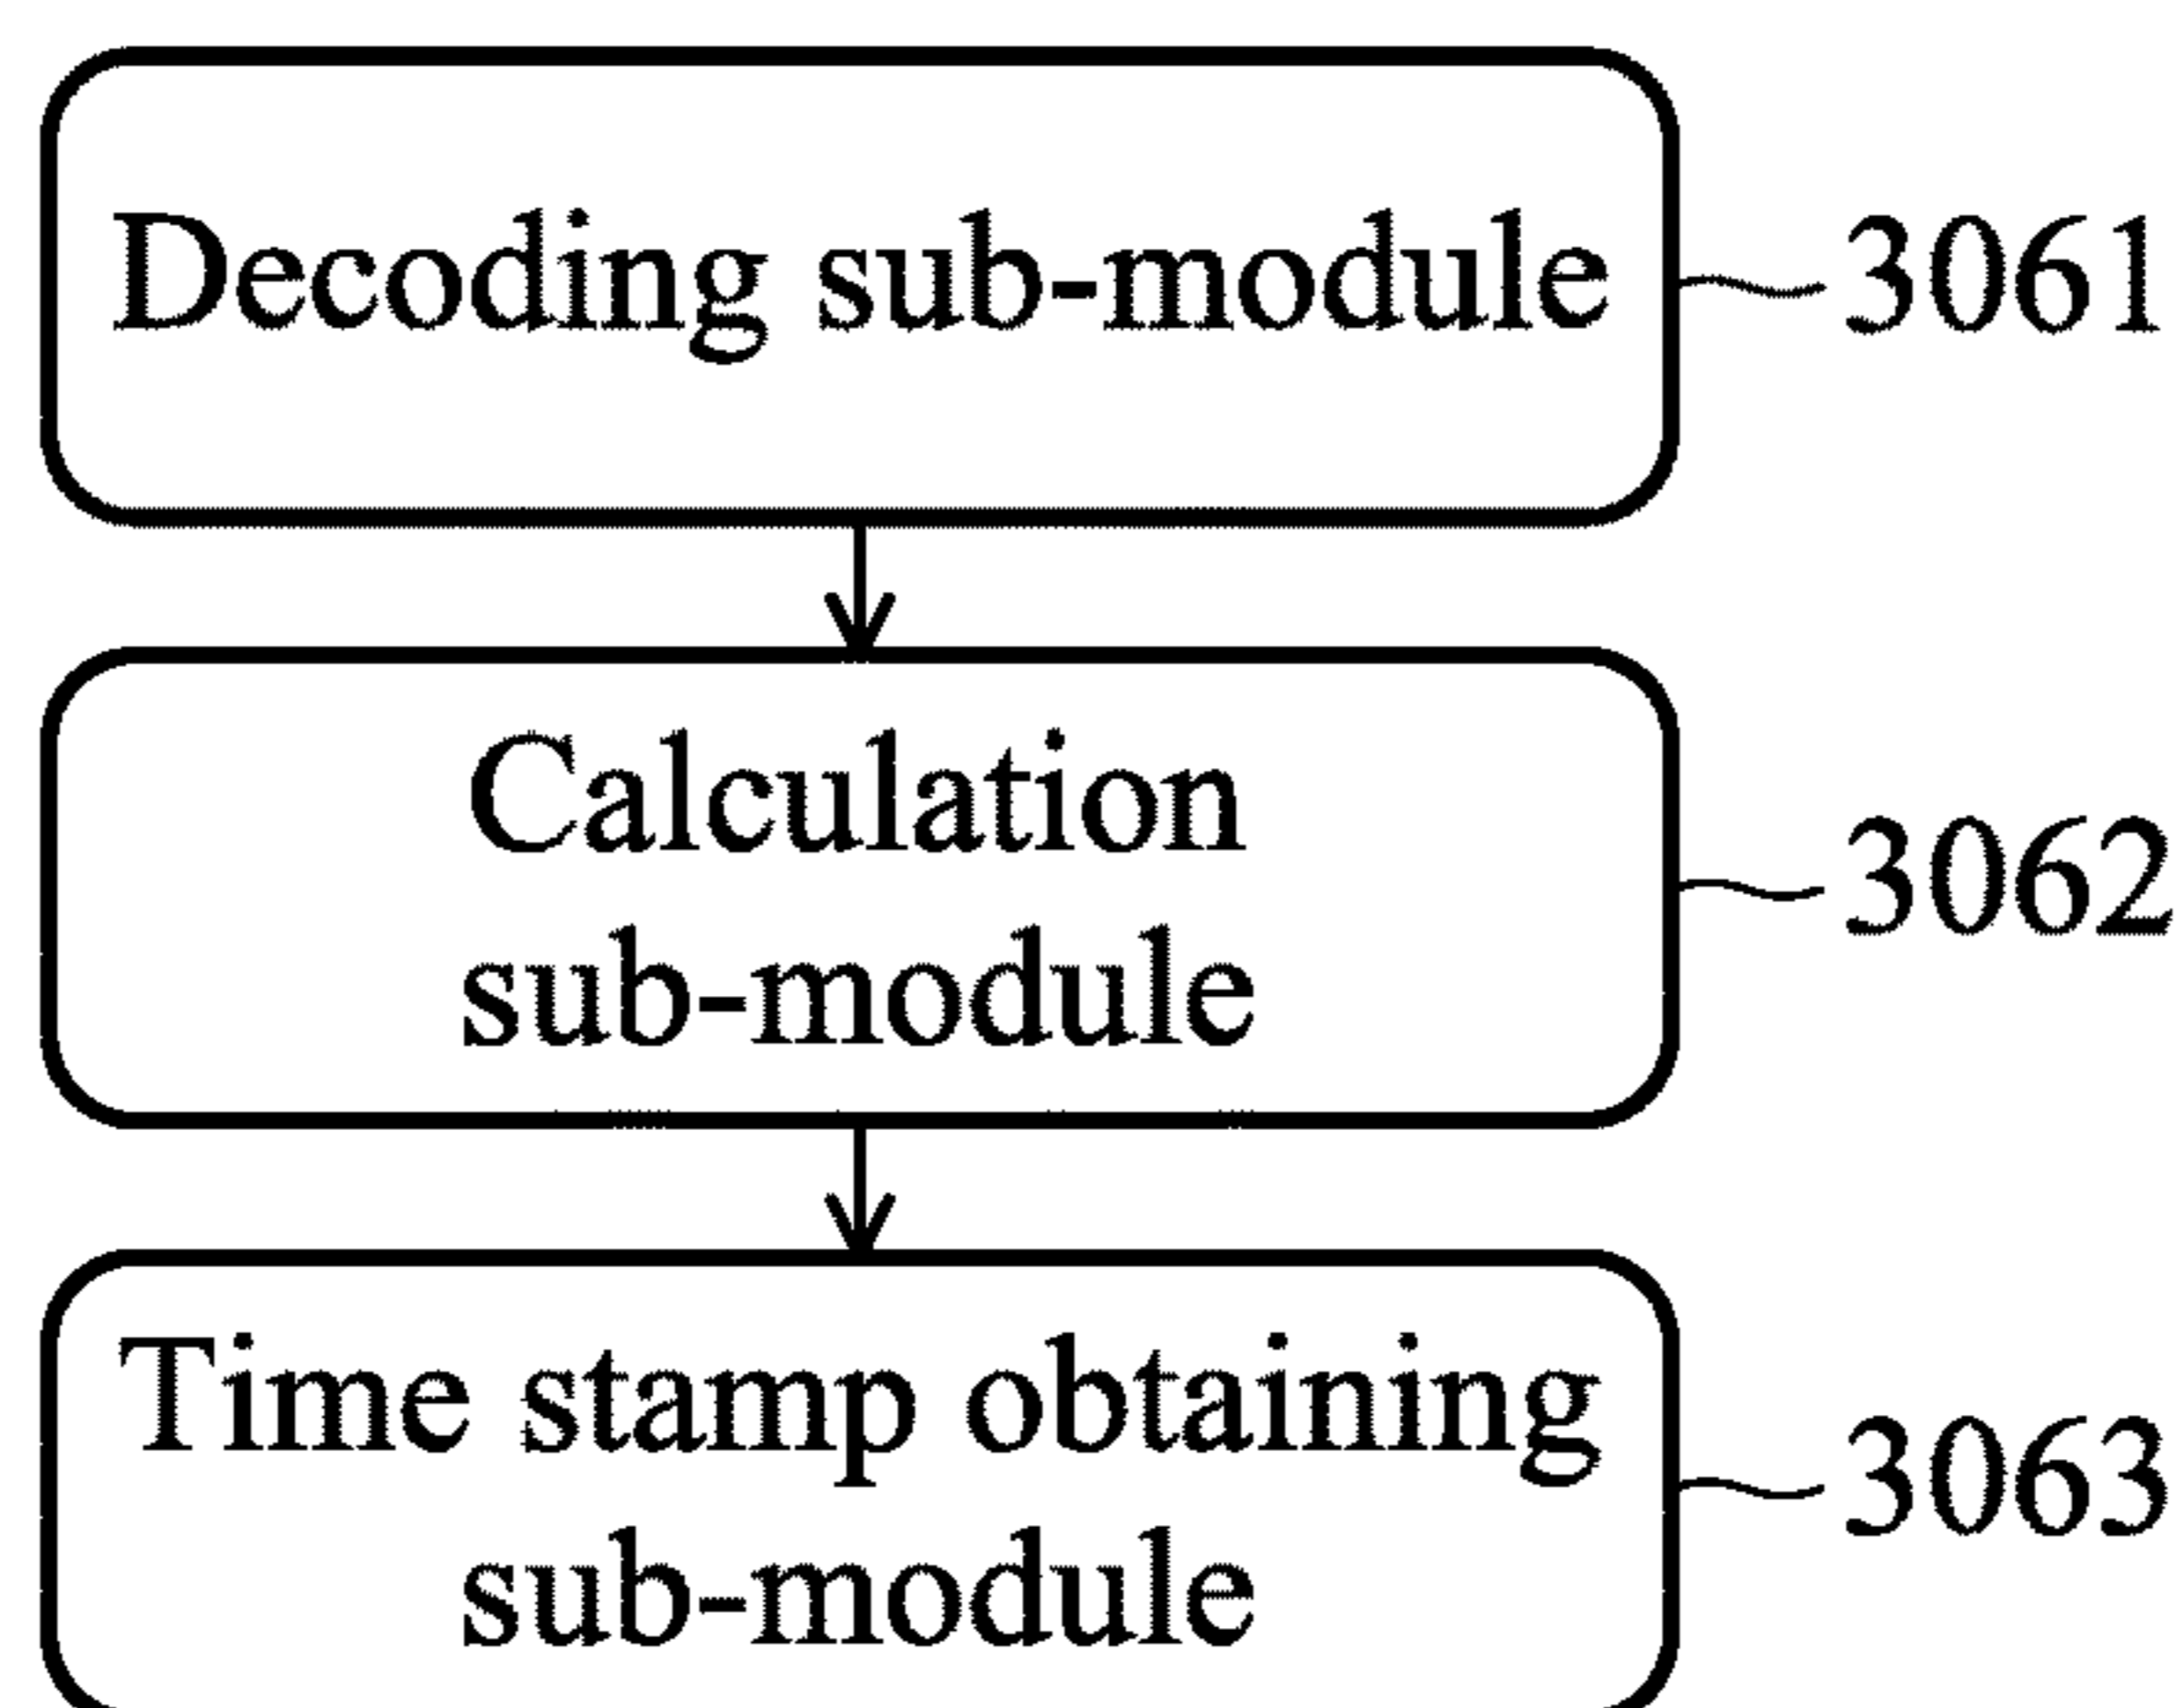 Decoding sub-module
3061
Calculation
sub-module
3062
Time stamp obtaining
sub-module
3063